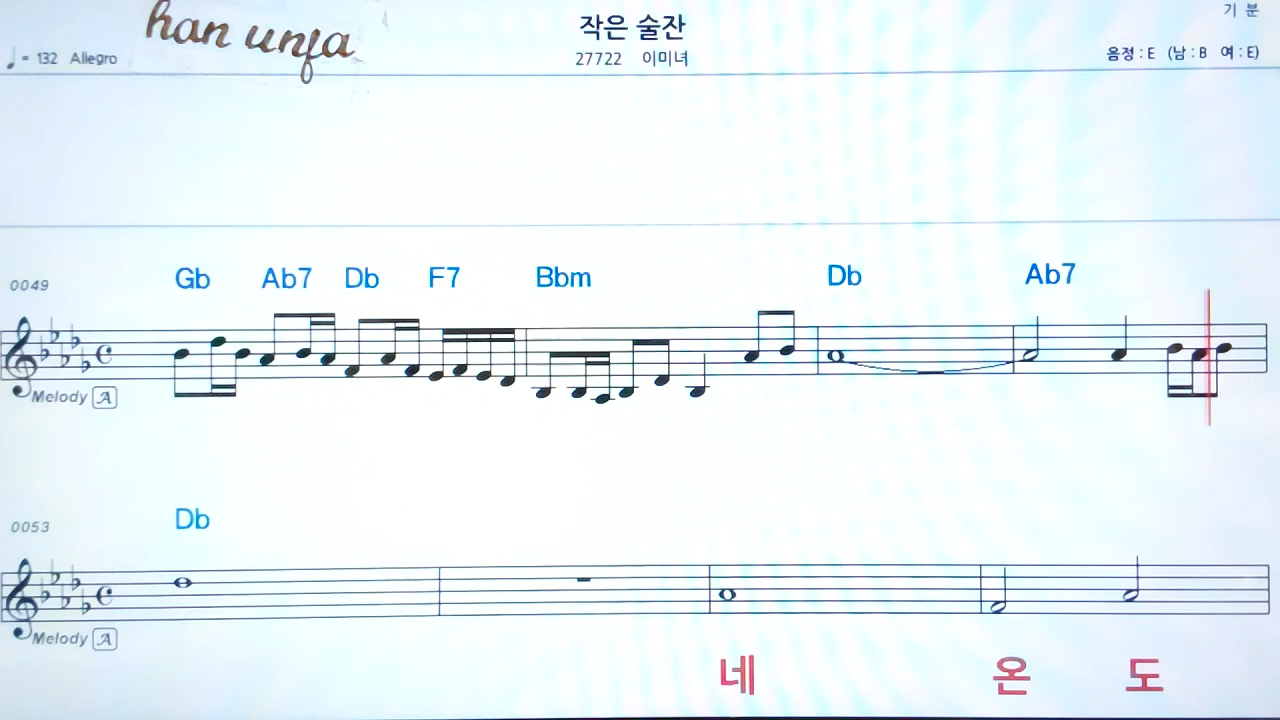 han unja
작은 술잔
기 분
♩ = 132 Allegro
27722 이미녀
음정 : E (남 : B 여 : E)
0049
Gb Ab7 Db F7 Bbm Db Ab7
Melody A
0053
Db
Melody A
네 온 도